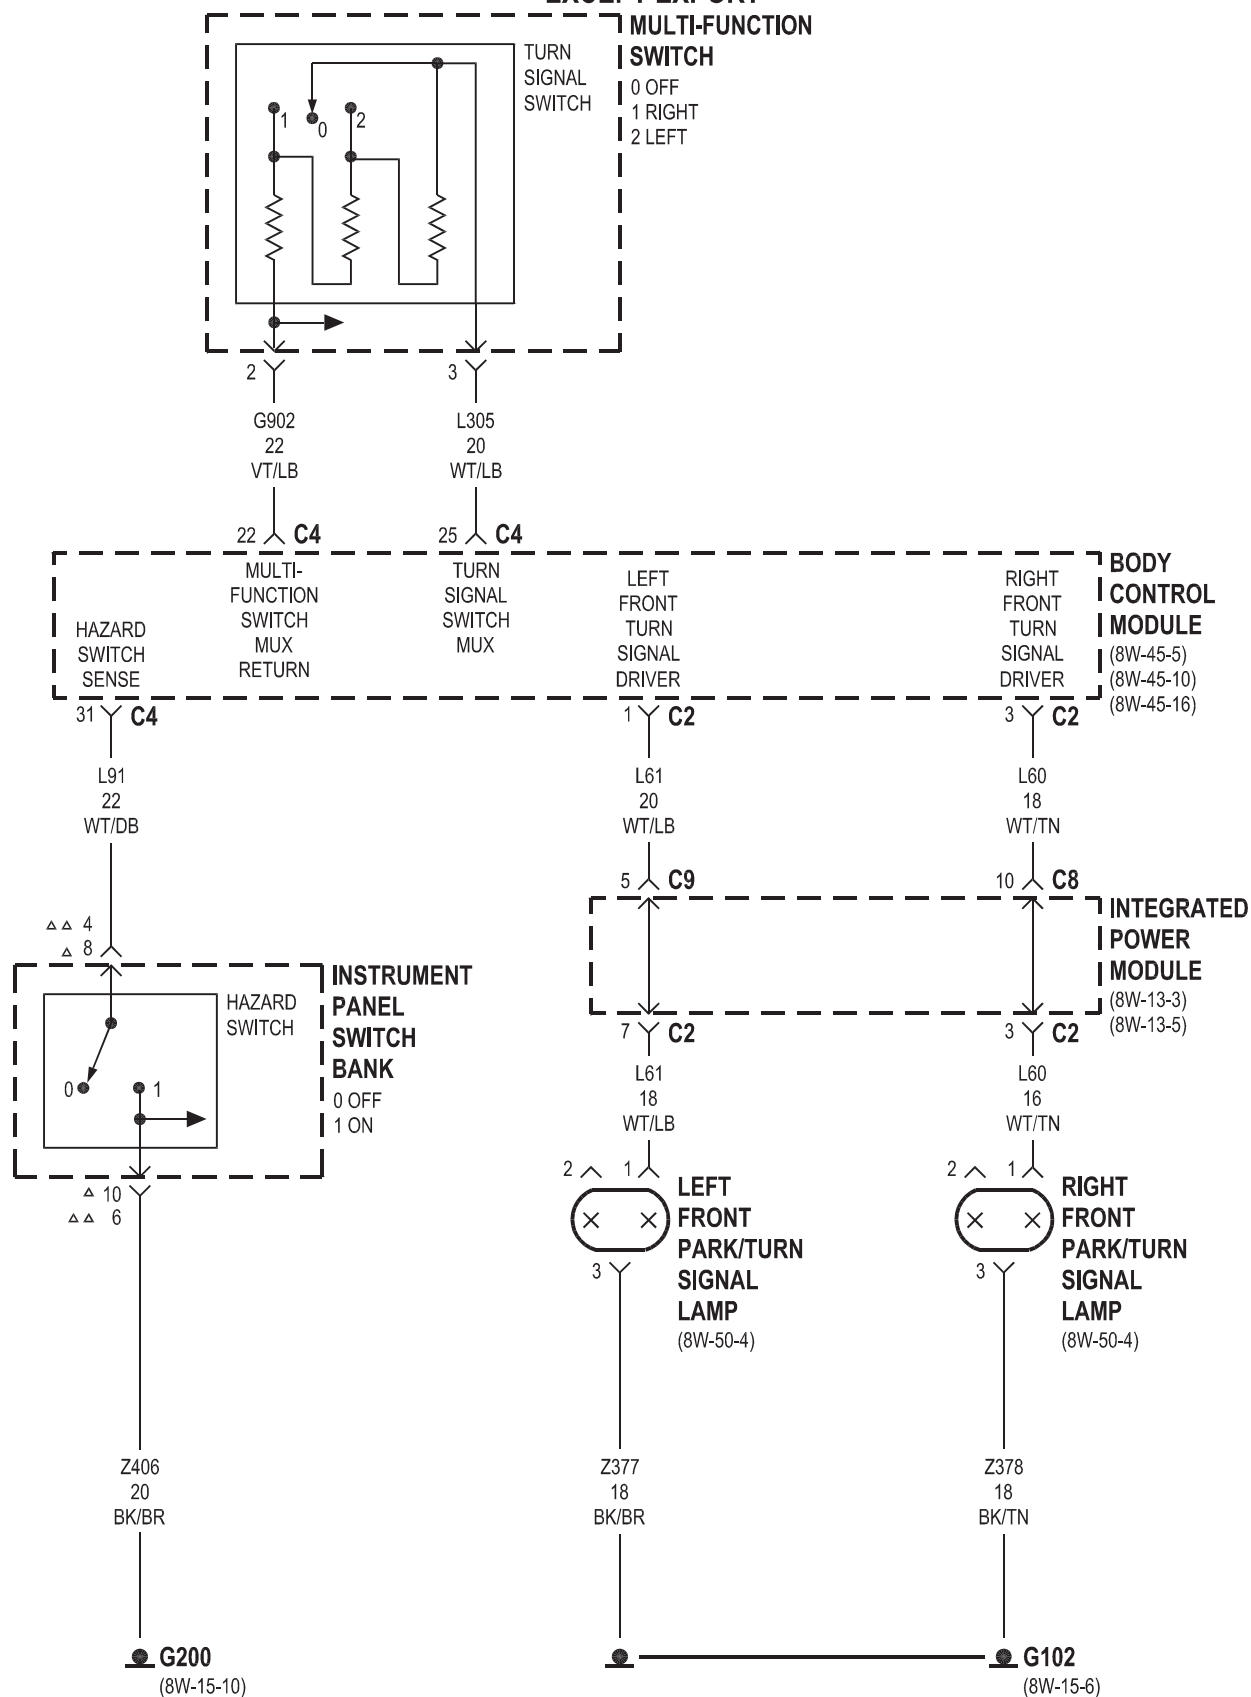 EXCEPT EXPORT
MULTI-FUNCTION
SWITCH
0 OFF
1 RIGHT
2 LEFT
TURN
SIGNAL
SWITCH
1
0
2
2
3
G902
22
VT/LB
L305
20
WT/LB
22 C4
25 C4
HAZARD
SWITCH
SENSE
MULTI-
FUNCTION
SWITCH
MUX
RETURN
TURN
SIGNAL
SWITCH
MUX
LEFT
FRONT
TURN
SIGNAL
DRIVER
RIGHT
FRONT
TURN
SIGNAL
DRIVER
BODY
CONTROL
MODULE
(8W-45-5)
(8W-45-10)
(8W-45-16)
31 C4
1 C2
3 C2
L91
22
WT/DB
L61
20
WT/LB
L60
18
WT/TN
5 C9
10 C8
△△ 4
△ 8
INTEGRATED
POWER
MODULE
(8W-13-3)
(8W-13-5)
HAZARD
SWITCH
0
1
INSTRUMENT
PANEL
SWITCH
BANK
0 OFF
1 ON
7 C2
3 C2
L61
18
WT/LB
L60
16
WT/TN
△ 10
△△ 6
2
1
LEFT
FRONT
PARK/TURN
SIGNAL
LAMP
(8W-50-4)
3
2
1
RIGHT
FRONT
PARK/TURN
SIGNAL
LAMP
(8W-50-4)
3
Z406
20
BK/BR
Z377
18
BK/BR
Z378
18
BK/TN
G200
(8W-15-10)
G102
(8W-15-6)